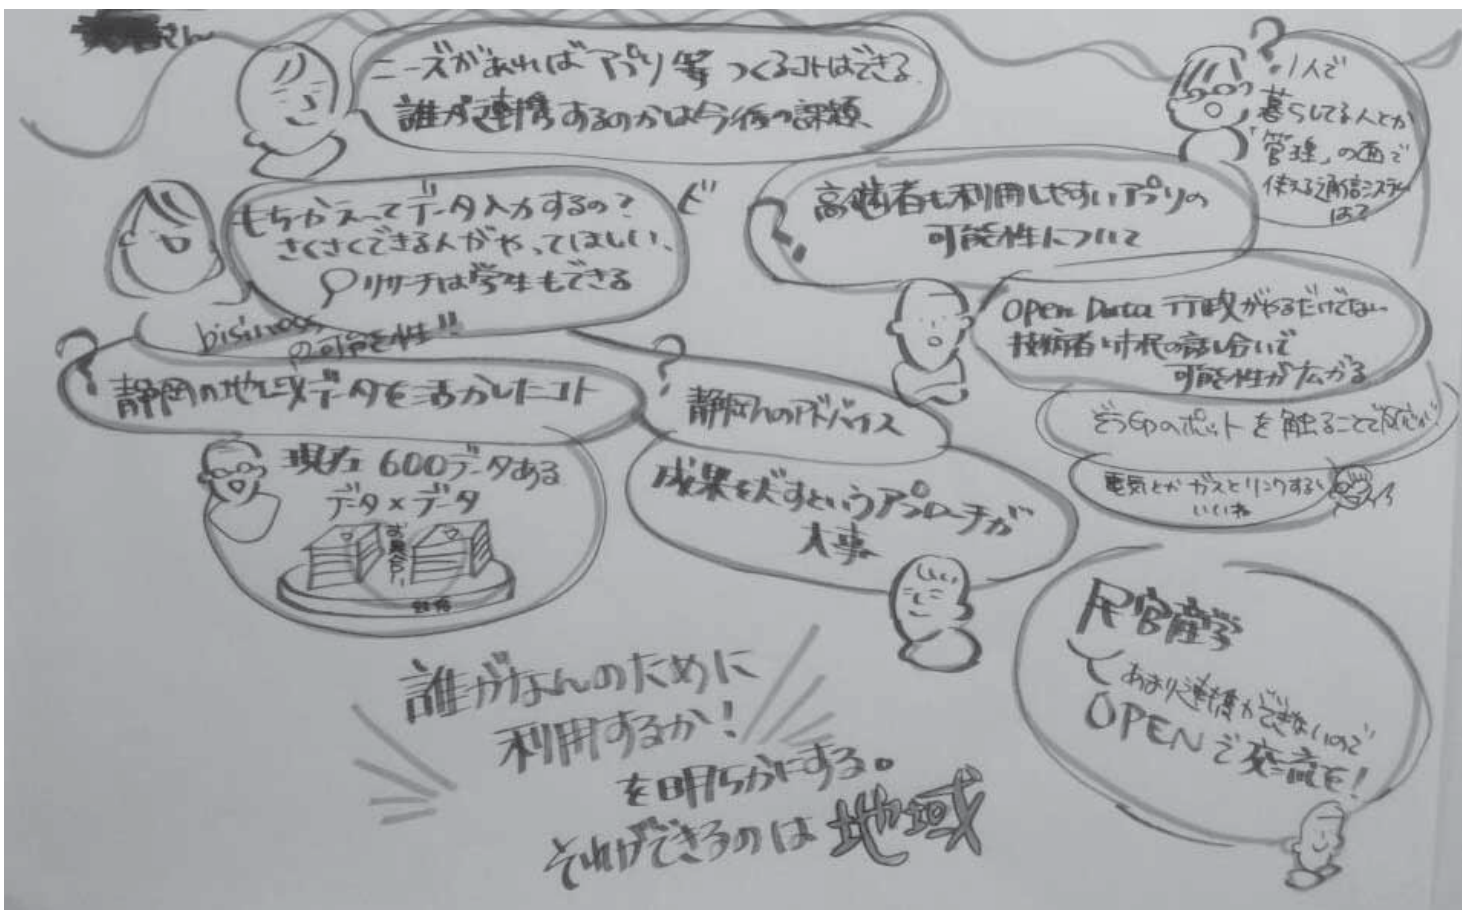 さん
ニーズがあれば アプリ等 つくるコトはできる
誰が連携するのかは今後の課題
?1人で
暮らしてる人とか
「管理」の面で
使える通信システム
は?
もちかえってデータ入力するの?
さくさくできる人がやってほしい、
リサーチは学生もできる
bisiness
の可能性!!
高齢者も利用しやすいアプリの
可能性について
Open Data 行政がやるだけでない
技術者と市民の話し合いで
可能性が広がる
?静岡の地域データを活かしたコト
?静岡へのアドバイス
ぞう印のポットを触ることで
電気とか ガスとリンクすると
いいね
現在 600データある
データ×データ
成果をだすというアプローチが
大事
民官産学
あまり連携ができないので
OPENで交流を!
誰がなんのために
利用するか!
を明らかにする。
それができるのは 地域